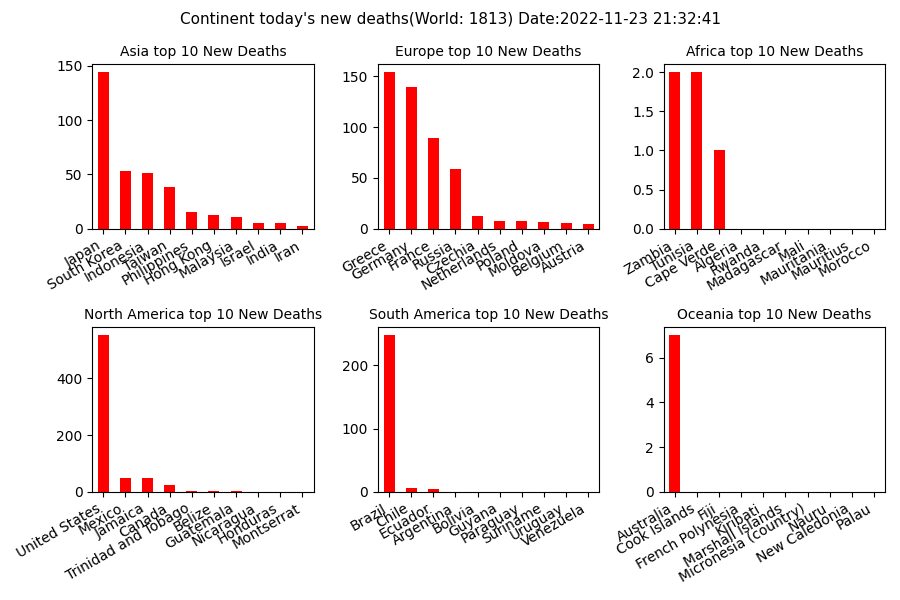 Continent today's new deaths(World: 1813) Date:2022-11-23 21:32:41
Asia top 10 New Deaths
150
100
50
0
Japan
South Korea
Indonesia
Taiwan
Philippines
Hong Kong
Malaysia
Israel
India
Iran
Europe top 10 New Deaths
150
100
50
0
Greece
Germany
France
Russia
Czechia
Netherlands
Poland
Moldova
Belgium
Austria
Africa top 10 New Deaths
2.0
1.5
1.0
0.5
0.0
Zambia
Tunisia
Cape Verde
Algeria
Rwanda
Madagascar
Mali
Mauritania
Mauritius
Morocco
North America top 10 New Deaths
400
200
0
United States
Mexico
Jamaica
Canada
Trinidad and Tobago
Belize
Guatemala
Nicaragua
Honduras
Montserrat
South America top 10 New Deaths
200
100
0
Brazil
Chile
Ecuador
Argentina
Bolivia
Guyana
Paraguay
Suriname
Uruguay
Venezuela
Oceania top 10 New Deaths
6
4
2
0
Australia
Cook Islands
Fiji
French Polynesia
Kiribati
Marshall Islands
Micronesia (country)
Nauru
New Caledonia
Palau